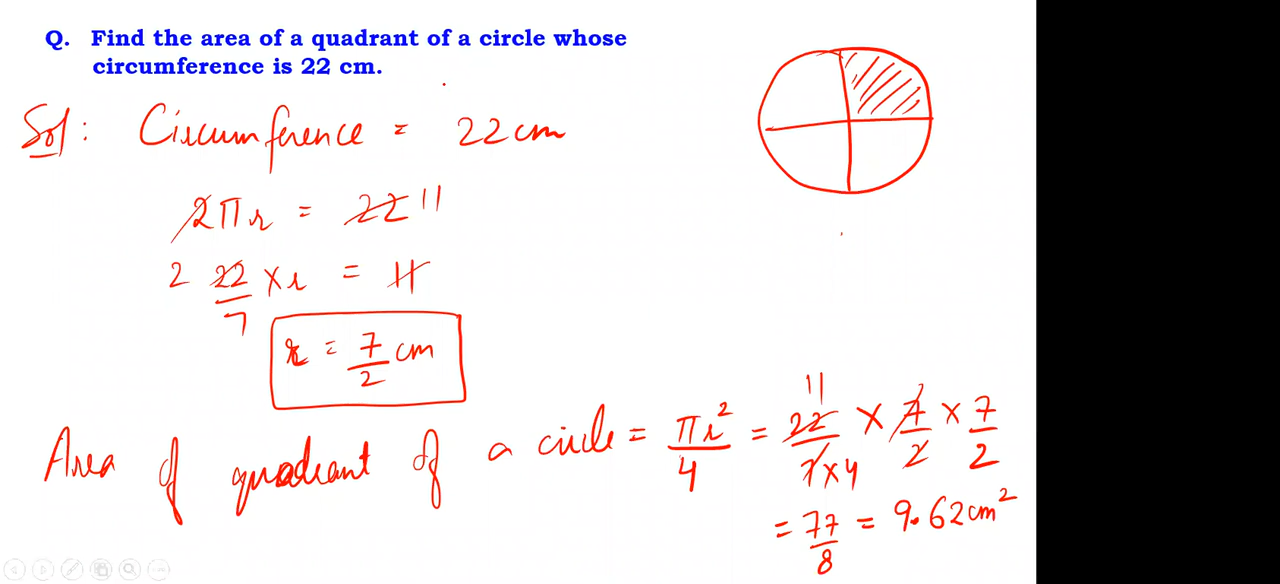 Q. Find the area of a quadrant of a circle whose
circumference is 22 cm.
Sol: Circumference = 22 cm
2πr = 22 11
2 22/7 × r = 11
r = 7/2 cm
Area of quadrant of a circle = πr²/4 = 22/7×4 11 × 7/2 × 7/2
= 77/8 = 9.62 cm²